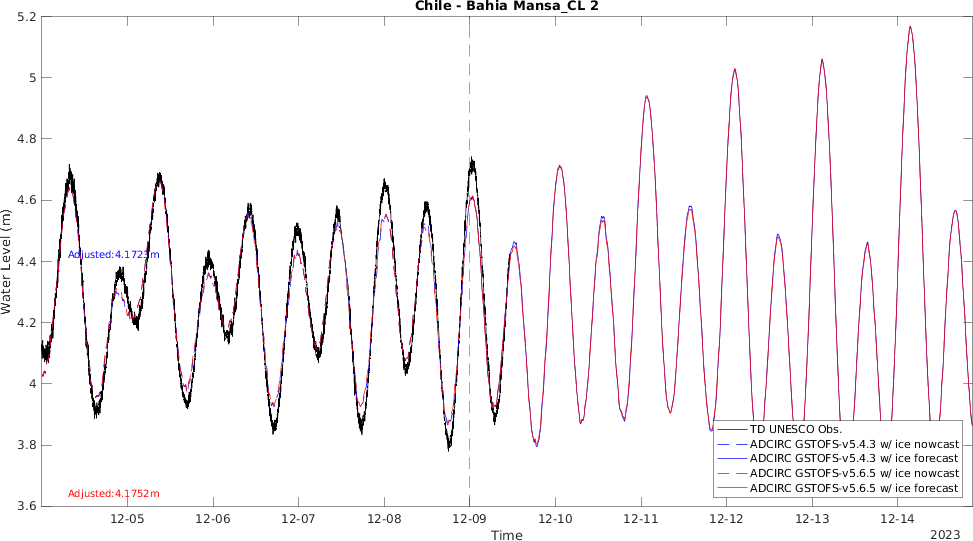 Chile - Bahia Mansa_CL 2
5.2
5
4.8
4.6
4.4
4.2
4
3.8
3.6
Water Level (m)
Adjusted:4.1723m
Adjusted:4.1752m
TD UNESCO Obs.
ADCIRC GSTOFS-v5.4.3 w/ ice nowcast
ADCIRC GSTOFS-v5.4.3 w/ ice forecast
ADCIRC GSTOFS-v5.6.5 w/ ice nowcast
ADCIRC GSTOFS-v5.6.5 w/ ice forecast
12-05 12-06 12-07 12-08 12-09 12-10 12-11 12-12 12-13 12-14
Time
2023